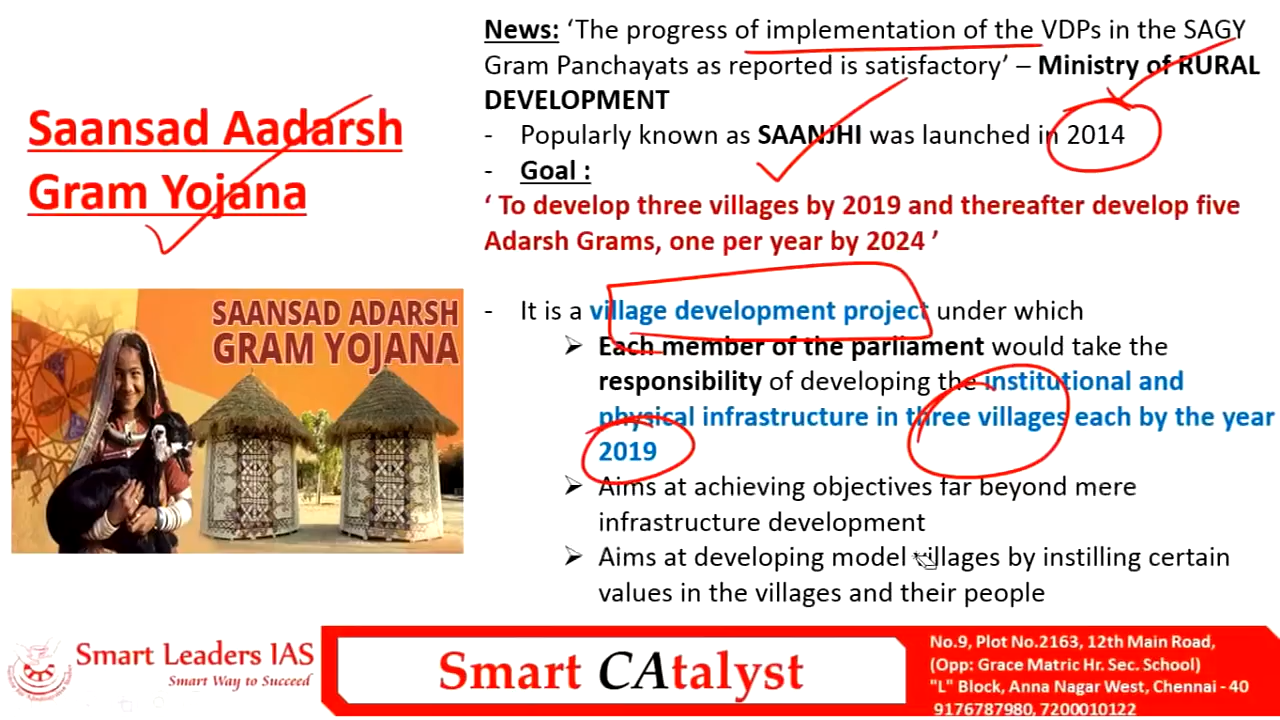 Saansad Aadarsh
Gram Yojana
SAANSAD ADARSH
GRAM YOJANA
News: ‘The progress of implementation of the VDPs in the SAGY
Gram Panchayats as reported is satisfactory’ – Ministry of RURAL
DEVELOPMENT
- Popularly known as SAANJHI was launched in 2014
- Goal :
‘ To develop three villages by 2019 and thereafter develop five
Adarsh Grams, one per year by 2024 ’
- It is a village development project under which
➢ Each member of the parliament would take the
responsibility of developing the institutional and
physical infrastructure in three villages each by the year
2019
➢ Aims at achieving objectives far beyond mere
infrastructure development
➢ Aims at developing model villages by instilling certain
values in the villages and their people
Smart Leaders IAS
Smart Way to Succeed
Smart CAtalyst
No.9, Plot No.2163, 12th Main Road,
(Opp: Grace Matric Hr. Sec. School)
"L" Block, Anna Nagar West, Chennai - 40
9176787980, 7200010122